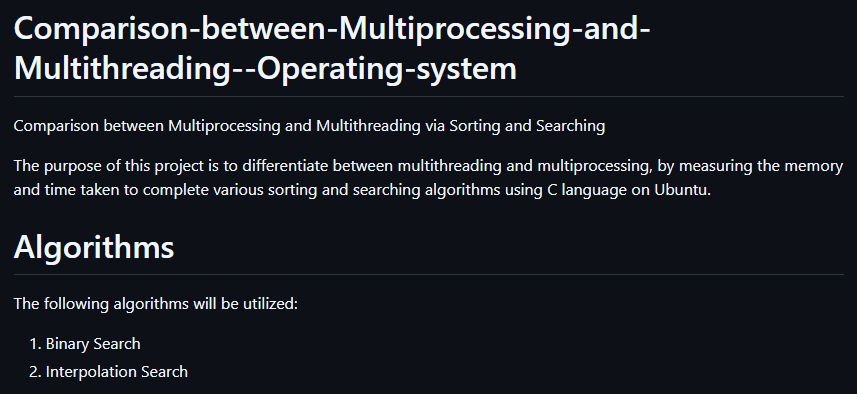 Comparison-between-Multiprocessing-and-
Multithreading--Operating-system
Comparison between Multiprocessing and Multithreading via Sorting and Searching
The purpose of this project is to differentiate between multithreading and multiprocessing, by measuring the memory
and time taken to complete various sorting and searching algorithms using C language on Ubuntu.
Algorithms
The following algorithms will be utilized:
1. Binary Search
2. Interpolation Search